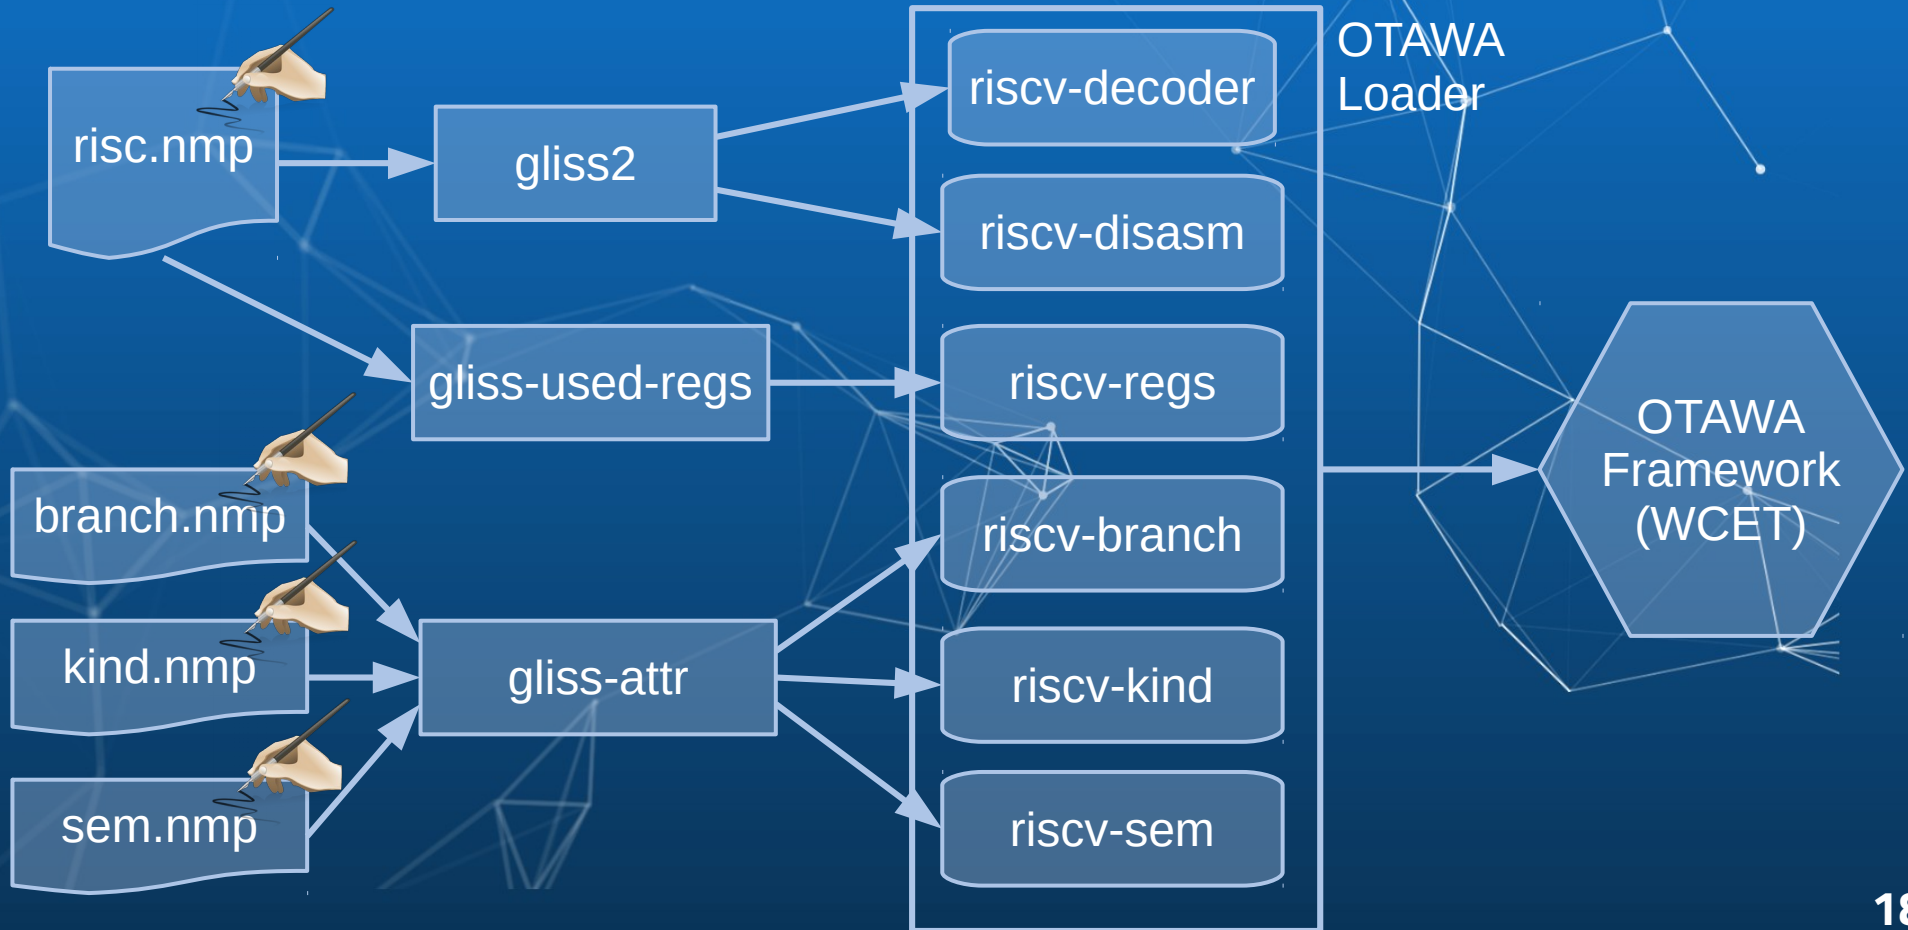 OTAWA
Loader
riscv-decoder
risc.nmp
gliss2
riscv-disasm
gliss-used-regs
riscv-regs
OTAWA
Framework
(WCET)
branch.nmp
riscv-branch
kind.nmp
gliss-attr
riscv-kind
sem.nmp
riscv-sem
18